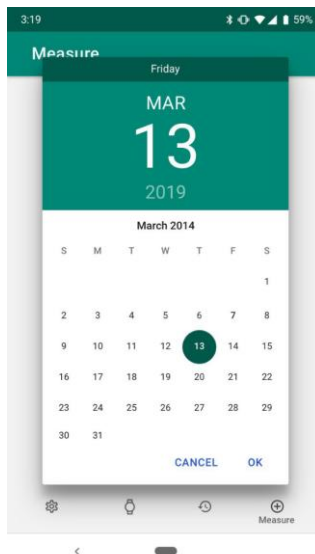 3:19 59%
Measure
Friday
MAR
13
2019
March 2014
S M T W T F S
1
2 3 4 5 6 7 8
9 10 11 12 13 14 15
16 17 18 19 20 21 22
23 24 25 26 27 28 29
30 31
CANCEL OK
Measure